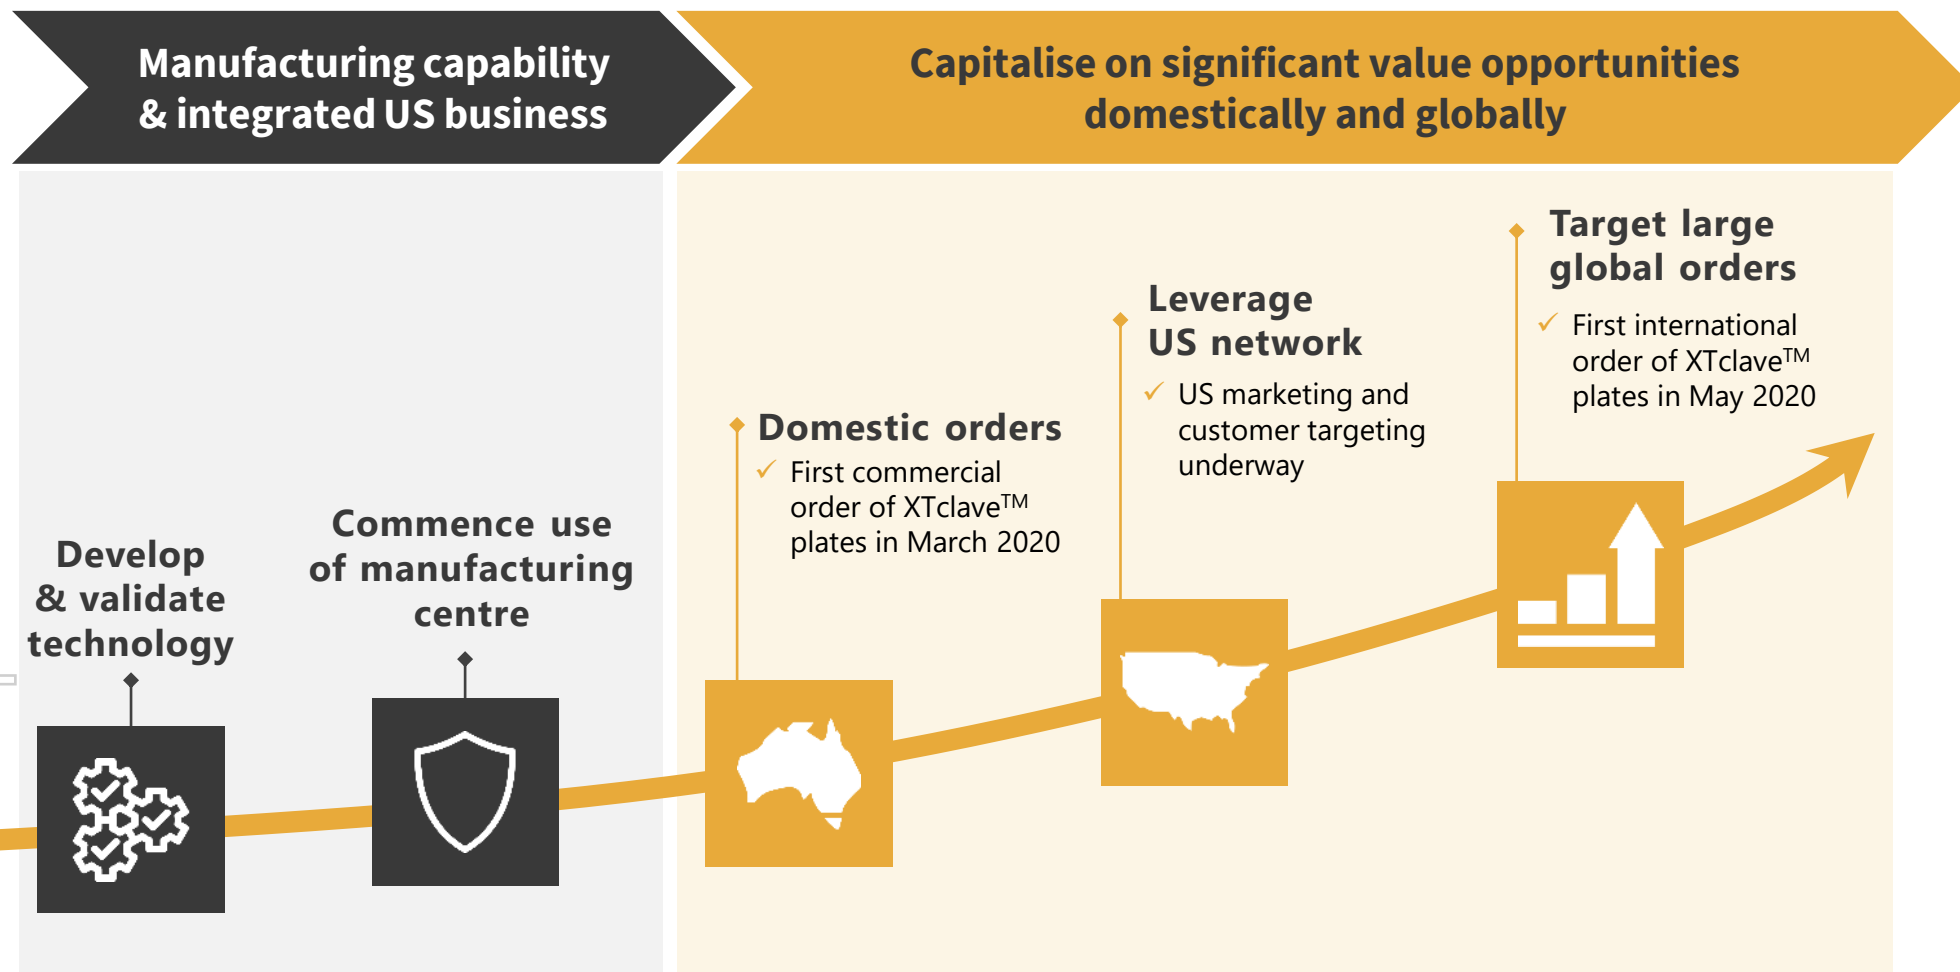 Manufacturing capability
& integrated US business
Capitalise on significant value opportunities
domestically and globally
Develop
& validate
technology
Commence use
of manufacturing
centre
Domestic orders
✓ First commercial
order of XTclave™
plates in March 2020
Leverage
US network
✓ US marketing and
customer targeting
underway
Target large
global orders
✓ First international
order of XTclave™
plates in May 2020